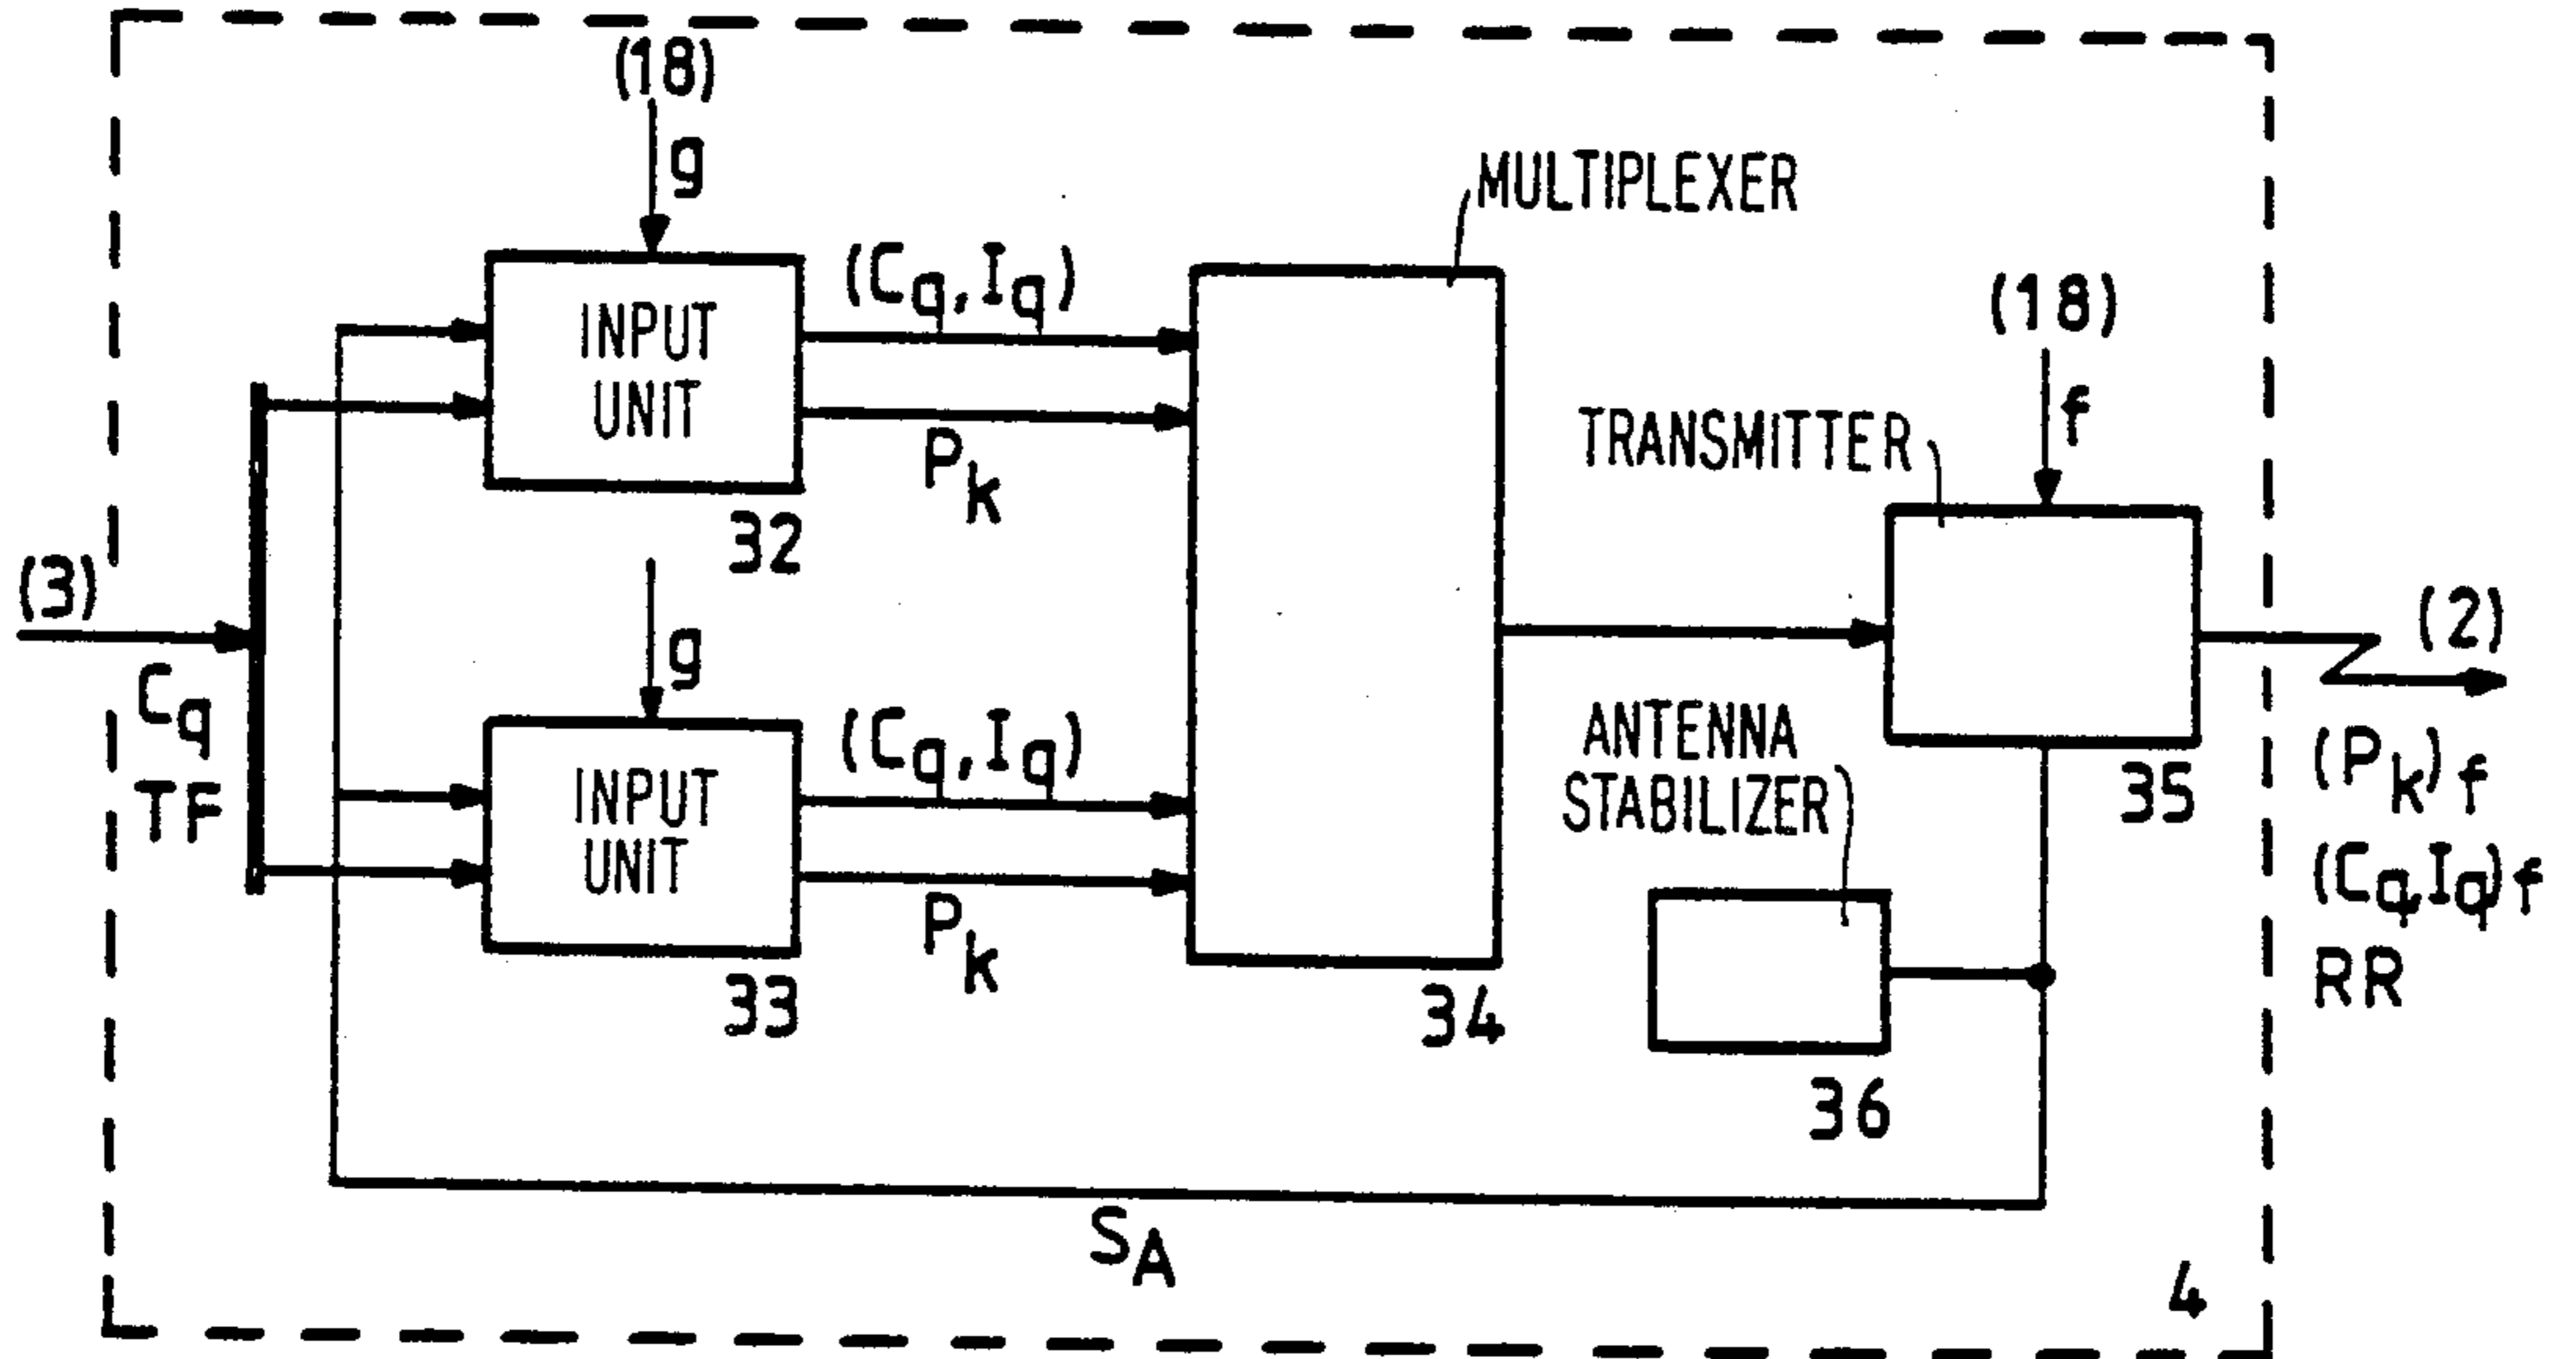 (18)
g
MULTIPLEXER
INPUT
UNIT
(Cq, Iq)
Pk
32
(18)
f
TRANSMITTER
35
(3)
Cq
TF
g
INPUT
UNIT
(Cq, Iq)
Pk
33
34
ANTENNA
STABILIZER
36
(2)
(Pk)f
(Cq, Iq)f
RR
SA
4